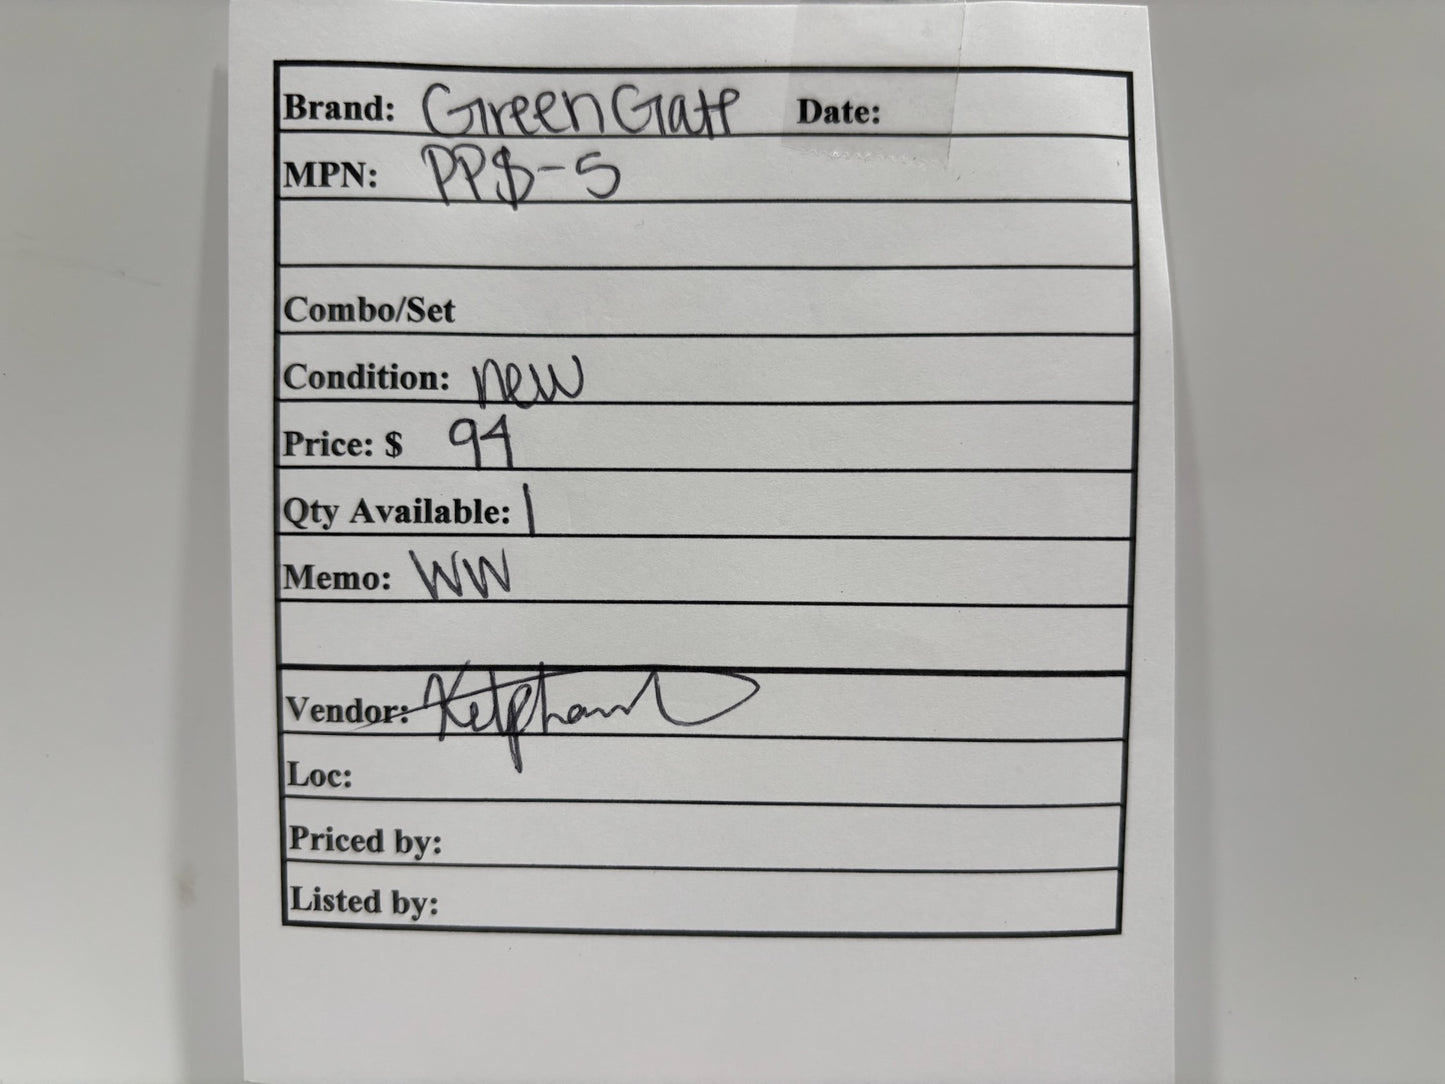 Brand: GreenGate Date:
MPN: PP$-5
Combo/Set
Condition: new
Price: $ 94
Qty Available: 1
Memo: WW
Vendor:
Loc:
Priced by:
Listed by: